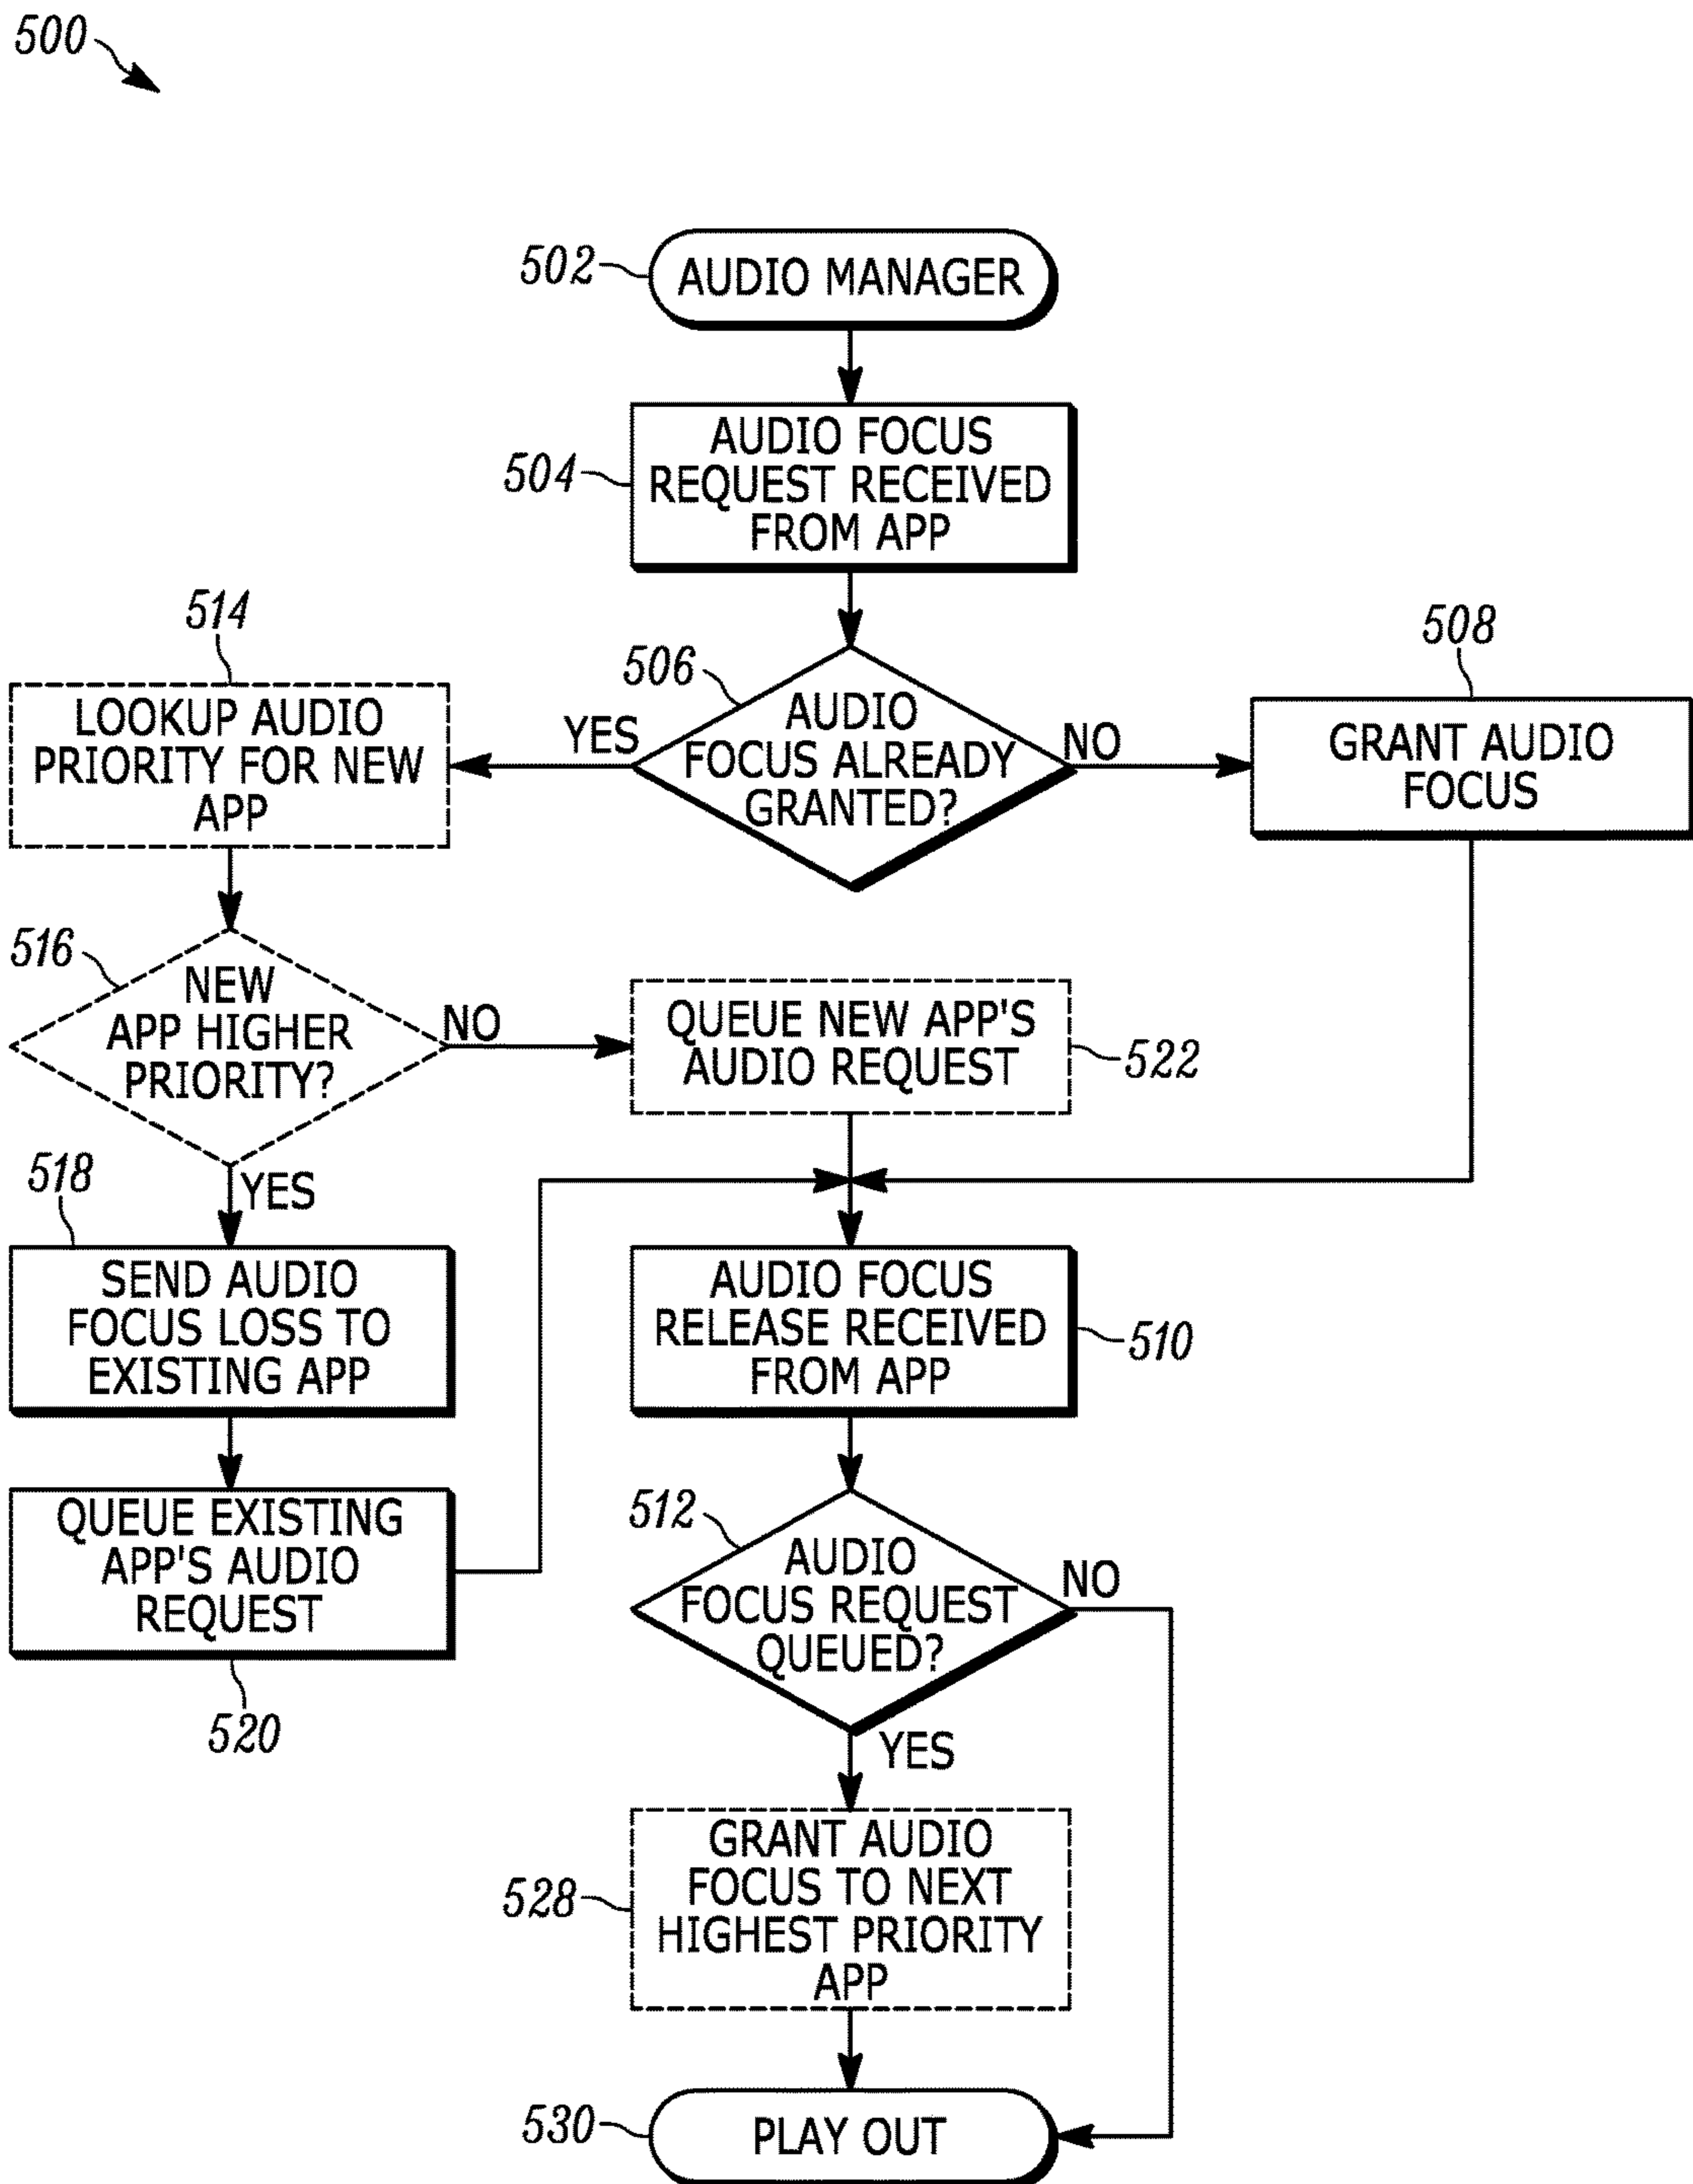 500
502
AUDIO MANAGER
504
AUDIO FOCUS
REQUEST RECEIVED
FROM APP
506
AUDIO
FOCUS ALREADY
GRANTED?
YES
NO
508
GRANT AUDIO
FOCUS
514
LOOKUP AUDIO
PRIORITY FOR NEW
APP
516
NEW
APP HIGHER
PRIORITY?
NO
YES
QUEUE NEW APP'S
AUDIO REQUEST
522
518
SEND AUDIO
FOCUS LOSS TO
EXISTING APP
QUEUE EXISTING
APP'S AUDIO
REQUEST
520
AUDIO FOCUS
RELEASE RECEIVED
FROM APP
510
512
AUDIO
FOCUS REQUEST
QUEUED?
NO
YES
528
GRANT AUDIO
FOCUS TO NEXT
HIGHEST PRIORITY
APP
530
PLAY OUT